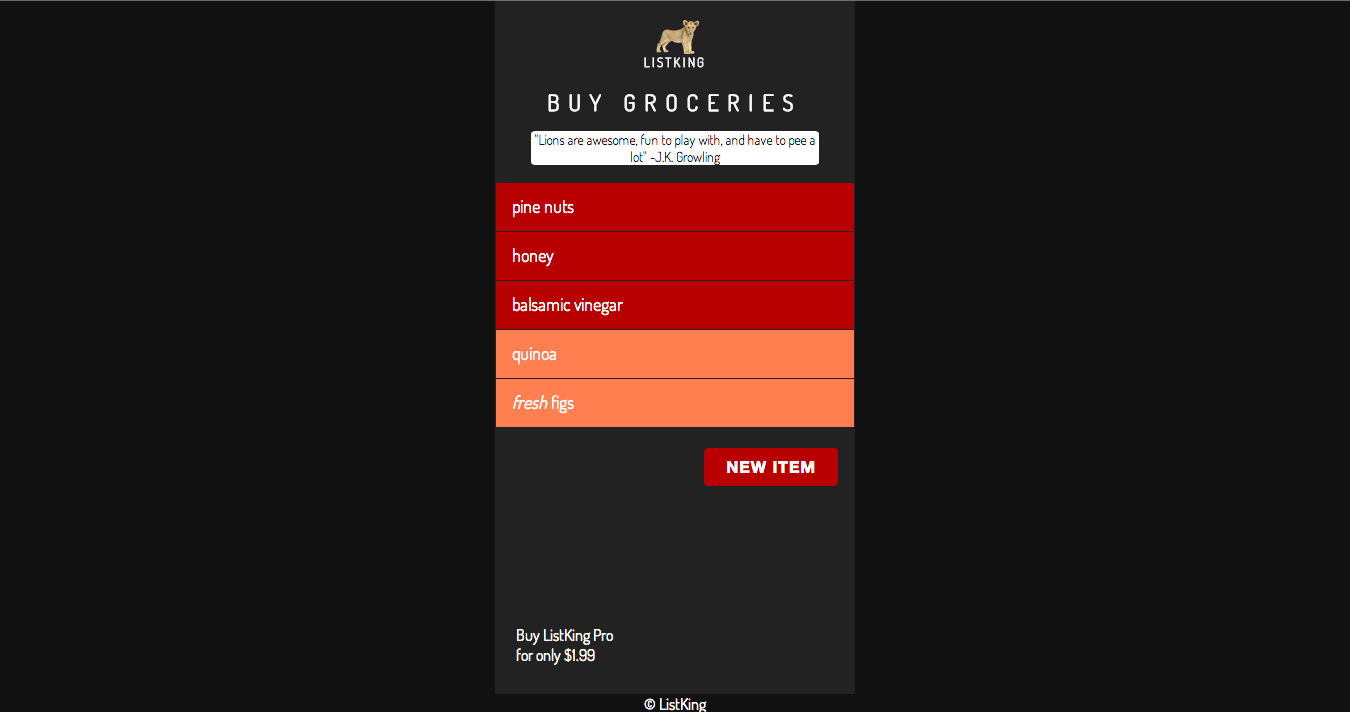 LISTKING
BUY GROCERIES
"Lions are awesome, fun to play with, and have to pee a
lot" -J.K. Growling
pine nuts
honey
balsamic vinegar
quinoa
fresh figs
NEW ITEM
Buy ListKing Pro
for only $1.99
© ListKing